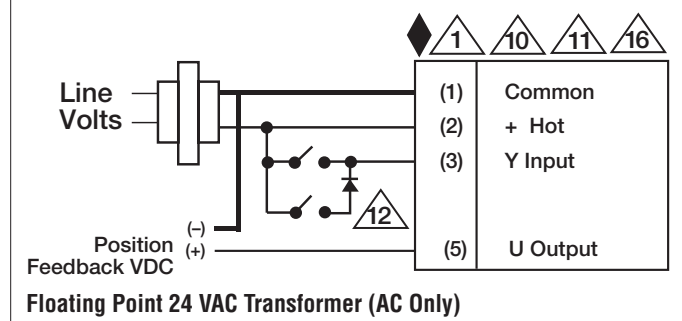 1 10 11 16
Line
Volts
(1) Common
(2) + Hot
(3) Y Input
12
(–)
Position (+)
Feedback VDC
(5) U Output
Floating Point 24 VAC Transformer (AC Only)